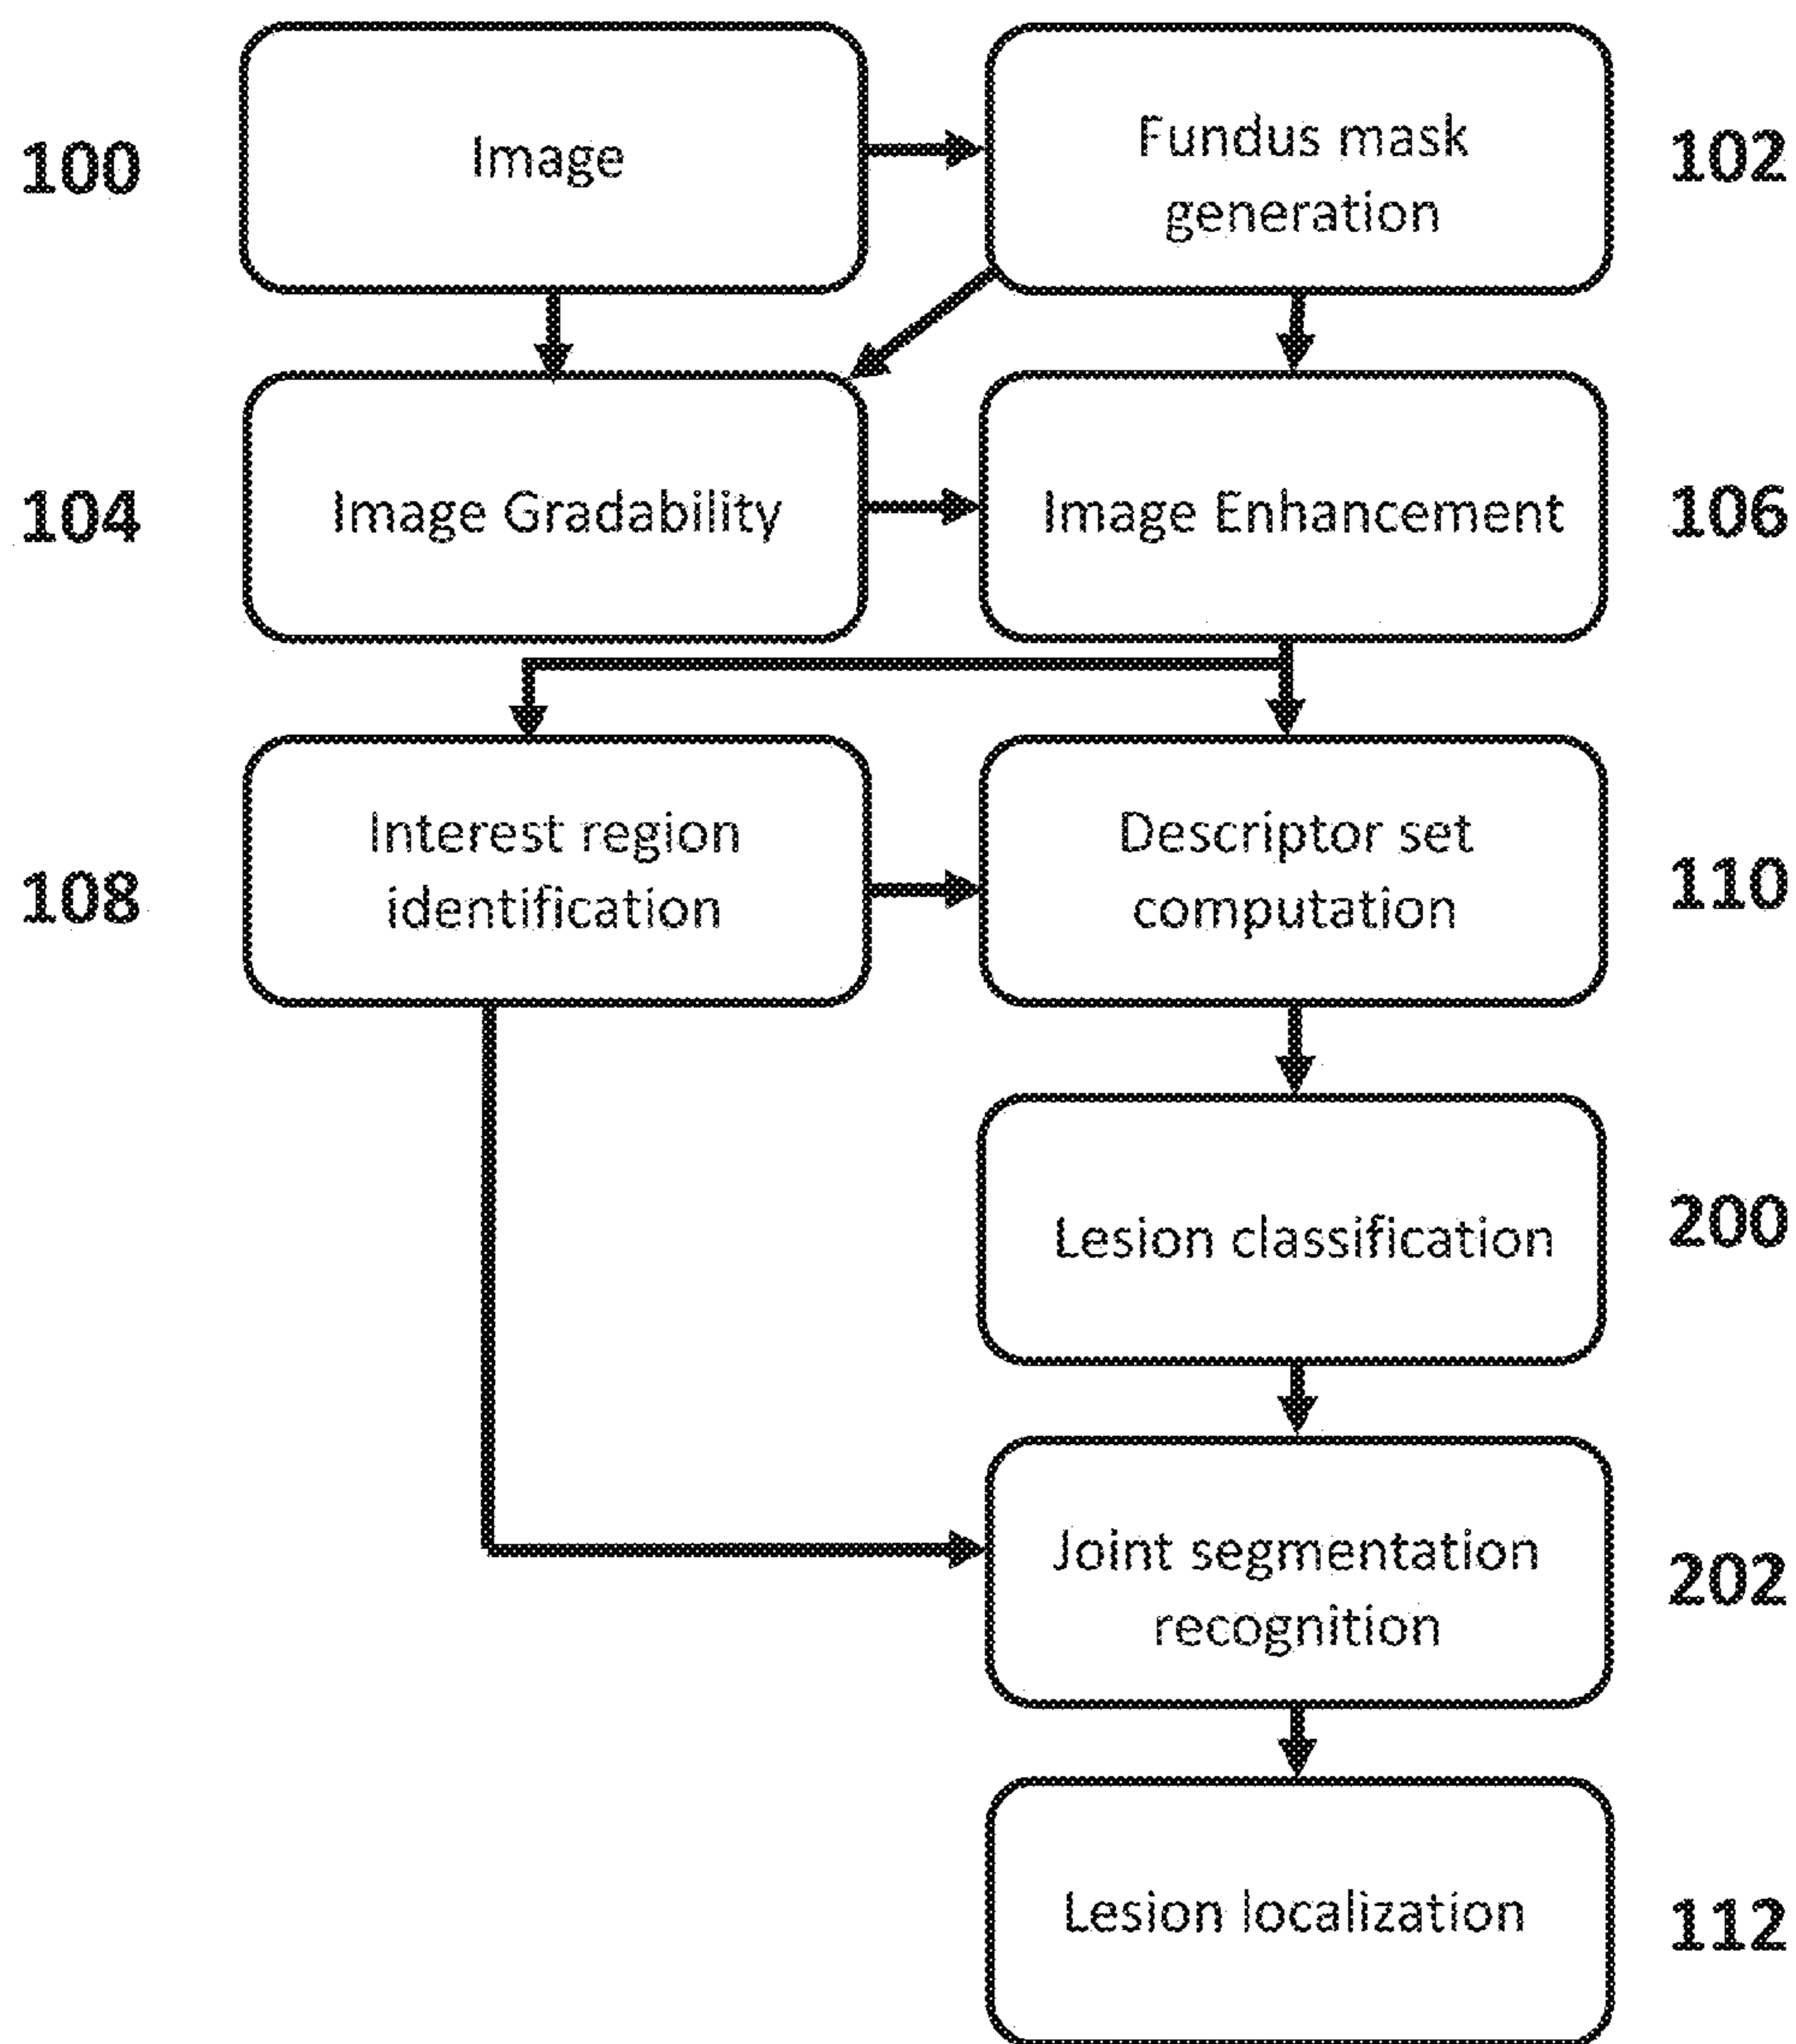 100
Image
Fundus mask
generation
102
104
Image Gradability
Image Enhancement
106
108
Interest region
identification
Descriptor set
computation
110
Lesion classification
200
Joint segmentation
recognition
202
Lesion localization
112